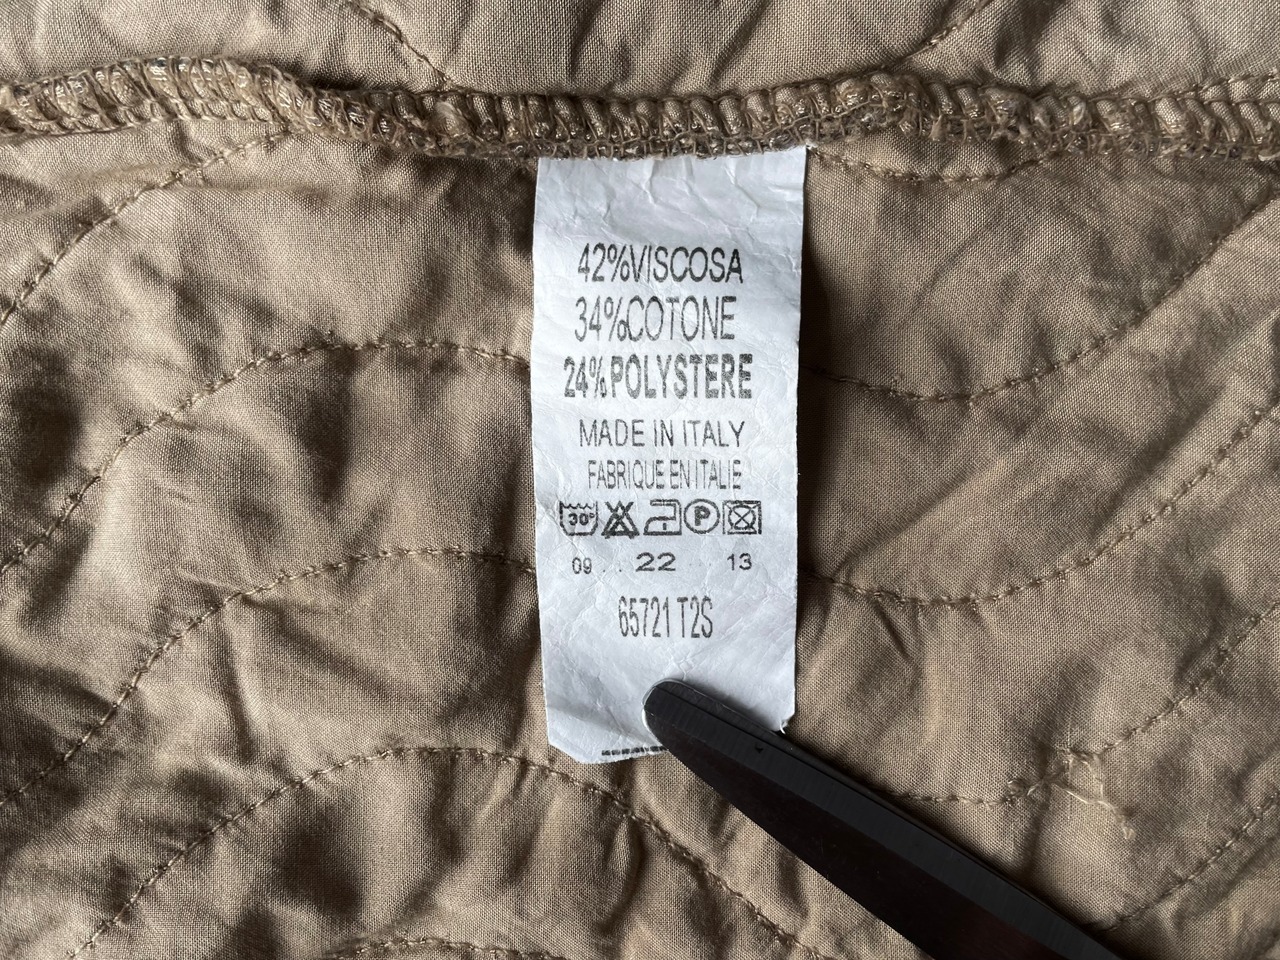 42%VISCOSA
34%COTONE
24%POLYSTERE
MADE IN ITALY
FABRIQUE EN ITALIE
30° P
09 . . 22 13
65721 T2S